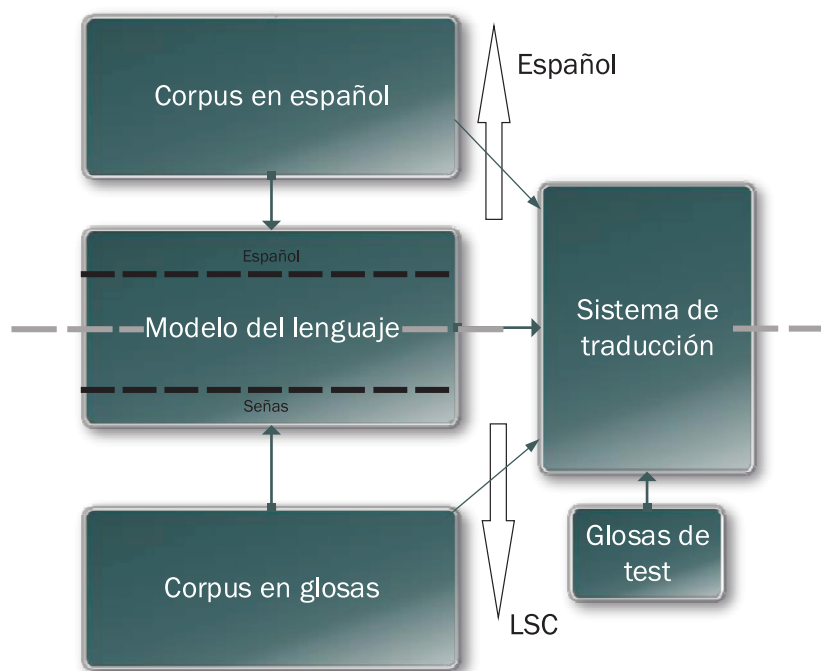 Corpus en español
Español
Español
Modelo del lenguaje
Señas
Sistema de
traducción
Corpus en glosas
LSC
Glosas de
test